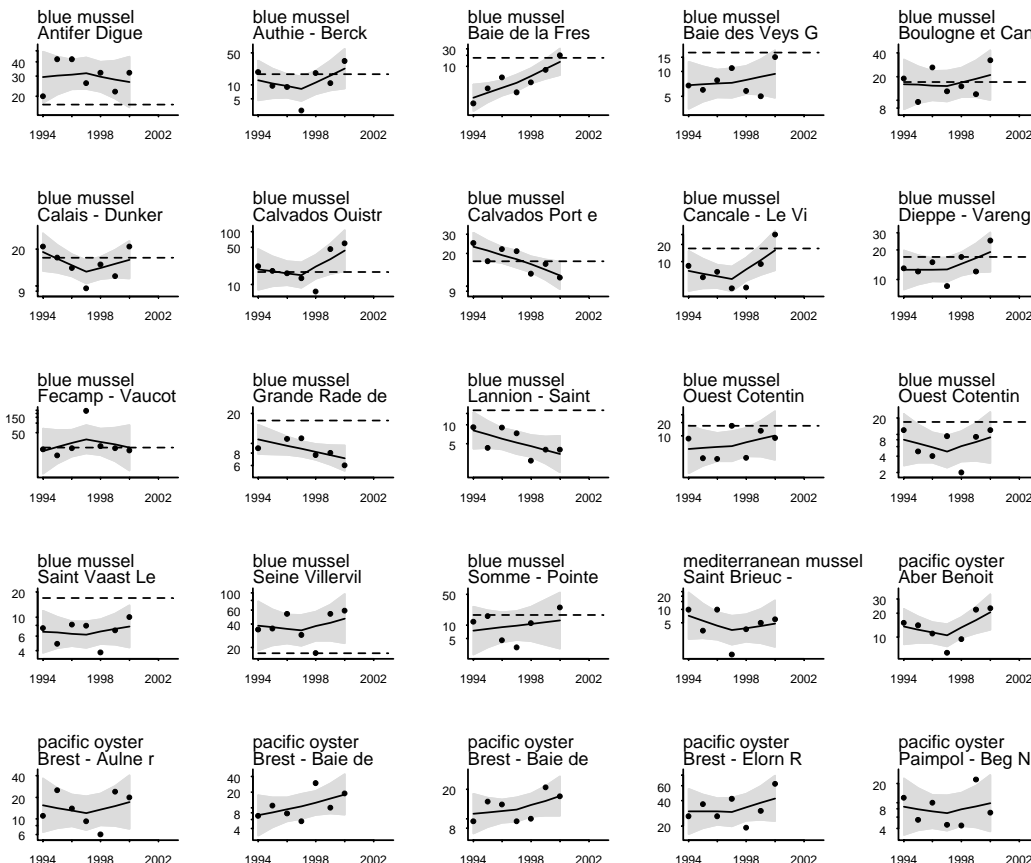 blue mussel
Antifer Digue
40
30
20
1994 1998 2002
blue mussel
Authie - Berck
50
10
5
1994 1998 2002
blue mussel
Baie de la Fres
30
10
1994 1998 2002
blue mussel
Baie des Veys G
15
10
5
1994 1998 2002
blue mussel
Boulogne et Can
40
20
8
1994 1998 2002
blue mussel
Calais - Dunker
20
9
1994 1998 2002
blue mussel
Calvados Ouistr
100
50
10
1994 1998 2002
blue mussel
Calvados Port e
30
20
9
1994 1998 2002
blue mussel
Cancale - Le Vi
20
10
1994 1998 2002
blue mussel
Dieppe - Vareng
30
20
10
1994 1998 2002
blue mussel
Fecamp - Vaucot
150
50
1994 1998 2002
blue mussel
Grande Rade de
20
8
6
1994 1998 2002
blue mussel
Lannion - Saint
10
5
1994 1998 2002
blue mussel
Ouest Cotentin
20
10
1994 1998 2002
blue mussel
Ouest Cotentin
20
8
4
2
1994 1998 2002
blue mussel
Saint Vaast Le
20
10
6
4
1994 1998 2002
blue mussel
Seine Villervil
100
60
40
20
1994 1998 2002
blue mussel
Somme - Pointe
50
10
5
1994 1998 2002
mediterranean mussel
Saint Brieuc -
20
10
5
1994 1998 2002
pacific oyster
Aber Benoit
30
20
10
1994 1998 2002
pacific oyster
Brest - Aulne r
40
20
10
6
1994 1998 2002
pacific oyster
Brest - Baie de
40
20
8
4
1994 1998 2002
pacific oyster
Brest - Baie de
20
8
1994 1998 2002
pacific oyster
Brest - Elorn R
60
40
20
1994 1998 2002
pacific oyster
Paimpol - Beg N
20
8
4
1994 1998 2002